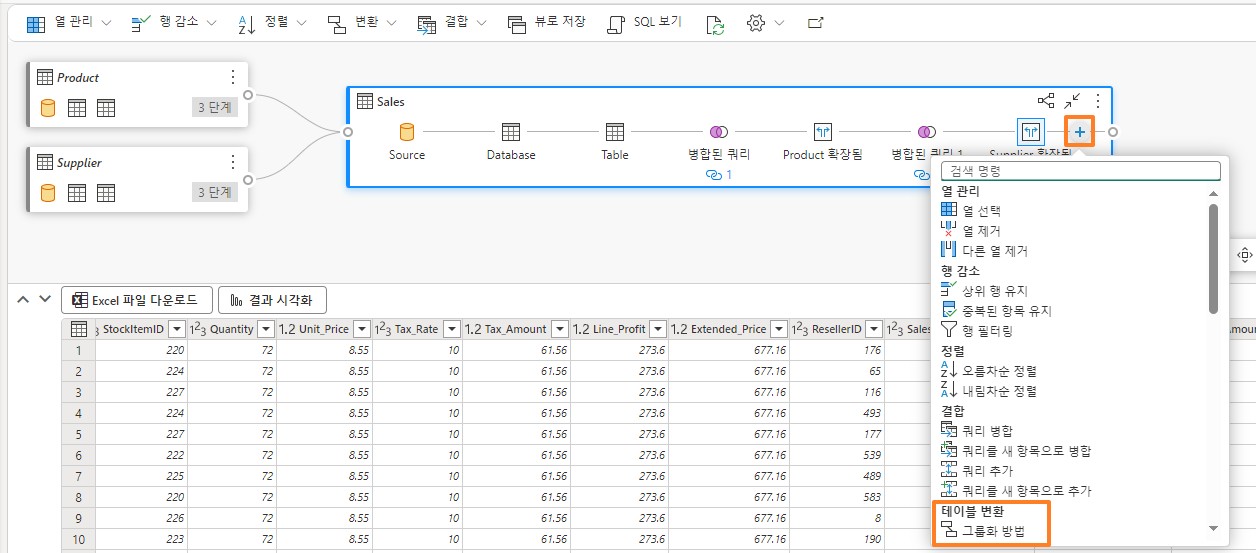 열 관리 행 감소 정렬 변환 결합 뷰로 저장 SQL 보기
Product
3 단계
Supplier
3 단계
Sales
Source Database Table 병합된 쿼리 Product 확장됨 병합된 쿼리 1 Supplier 확장됨
1
검색 명령
열 관리
열 선택
열 제거
다른 열 제거
행 감소
상위 행 유지
중복된 항목 유지
행 필터링
정렬
오름차순 정렬
내림차순 정렬
결합
쿼리 병합
쿼리를 새 항목으로 병합
쿼리 추가
쿼리를 새 항목으로 추가
테이블 변환
그룹화 방법
Excel 파일 다운로드 결과 시각화
StockItemID 1²3 Quantity 1.2 Unit_Price 1²3 Tax_Rate 1.2 Tax_Amount 1.2 Line_Profit 1.2 Extended_Price 1²3 ResellerID 1²3 Sales
1 220 72 8.55 10 61.56 273.6 677.16 176
2 224 72 8.55 10 61.56 273.6 677.16 65
3 227 72 8.55 10 61.56 273.6 677.16 116
4 224 72 8.55 10 61.56 273.6 677.16 493
5 227 72 8.55 10 61.56 273.6 677.16 177
6 222 72 8.55 10 61.56 273.6 677.16 539
7 225 72 8.55 10 61.56 273.6 677.16 489
8 220 72 8.55 10 61.56 273.6 677.16 583
9 226 72 8.55 10 61.56 273.6 677.16 8
10 223 72 8.55 10 61.56 273.6 677.16 190